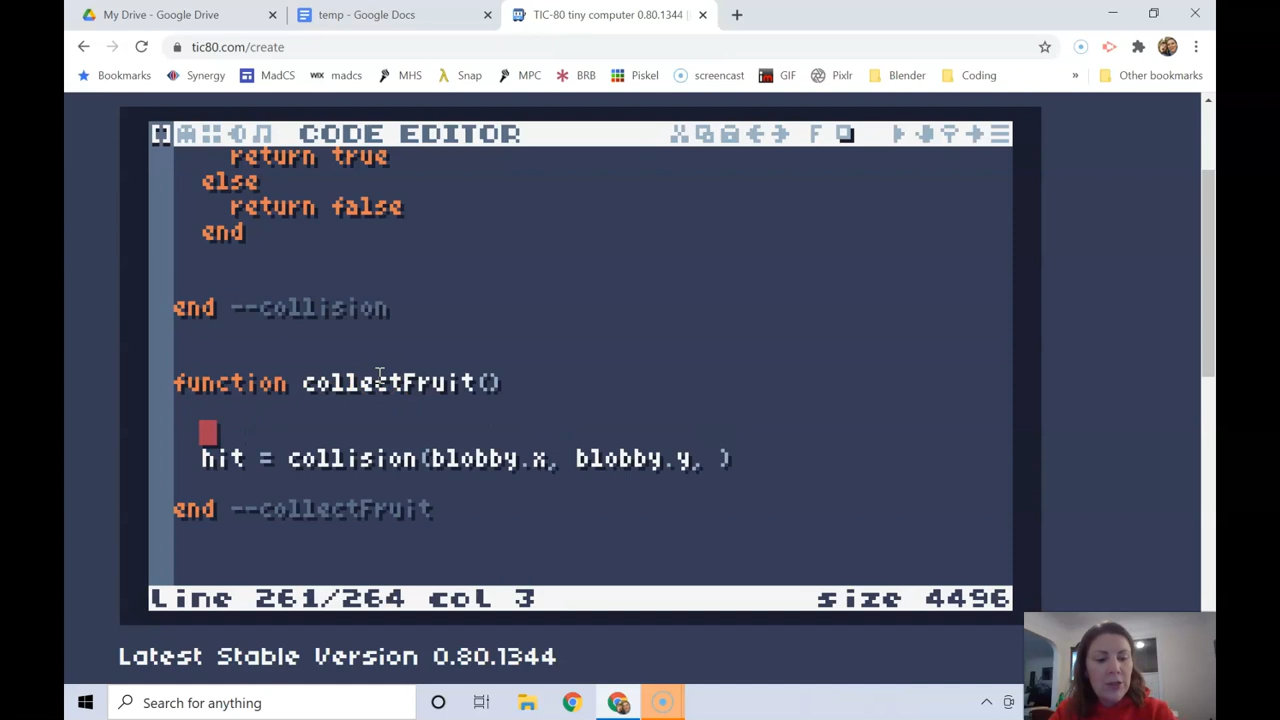 My Drive - Google Drive
temp - Google Docs
TIC-80 tiny computer 0.80.1344
tic80.com/create
Bookmarks
Synergy
MadCS
WIX madcs
MHS
Snap
MPC
BRB
Piskel
screencast
im GIF
Pixlr
Blender
Coding
»
Other bookmarks
CODE EDITOR
F
return true
else
return false
end
end --collision
function collectFruit()
hit = collision(blobby.x, blobby.y, )
end --collectFruit
Line 261/264 col 3
size 4496
Latest Stable Version 0.80.1344
Search for anything